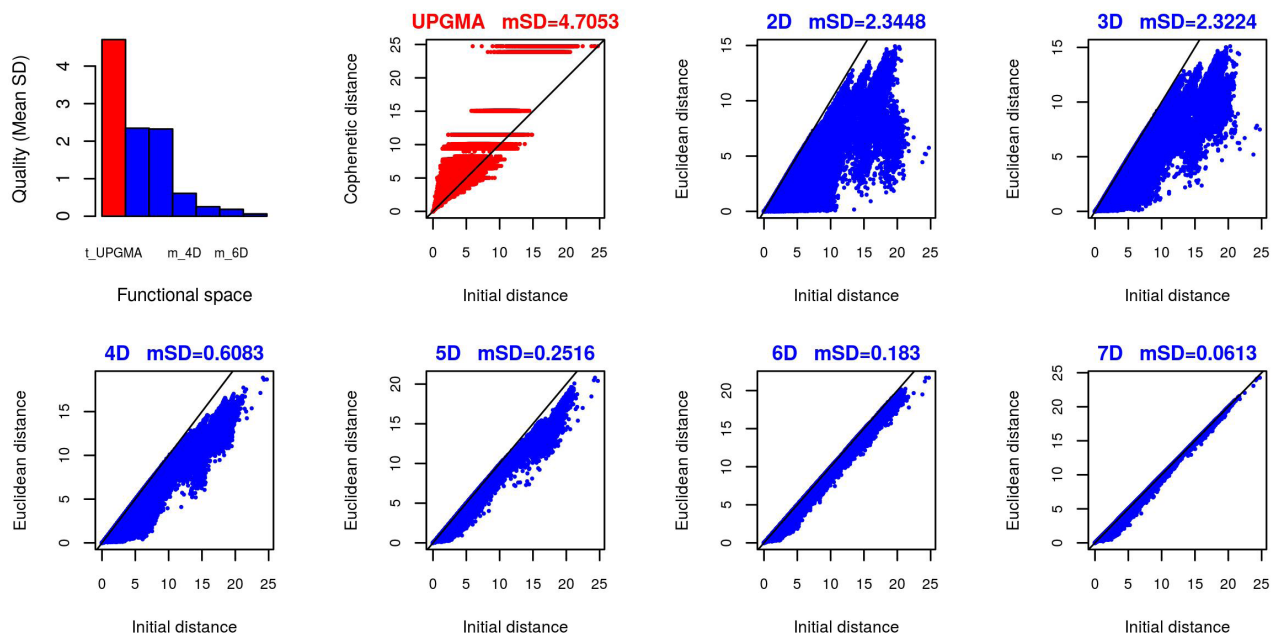 Quality (Mean SD)
4
3
2
1
0
t_UPGMA m_4D m_6D
Functional space
UPGMA mSD=4.7053
Cophenetic distance
25
20
15
10
5
0
0 5 10 15 20 25
Initial distance
2D mSD=2.3448
Euclidean distance
15
10
5
0
0 5 10 15 20 25
Initial distance
3D mSD=2.3224
Euclidean distance
15
10
5
0
0 5 10 15 20 25
Initial distance
4D mSD=0.6083
Euclidean distance
15
10
5
0
0 5 10 15 20 25
Initial distance
5D mSD=0.2516
Euclidean distance
20
15
10
5
0
0 5 10 15 20 25
Initial distance
6D mSD=0.183
Euclidean distance
20
15
10
5
0
0 5 10 15 20 25
Initial distance
7D mSD=0.0613
Euclidean distance
25
20
15
10
5
0
0 5 10 15 20 25
Initial distance